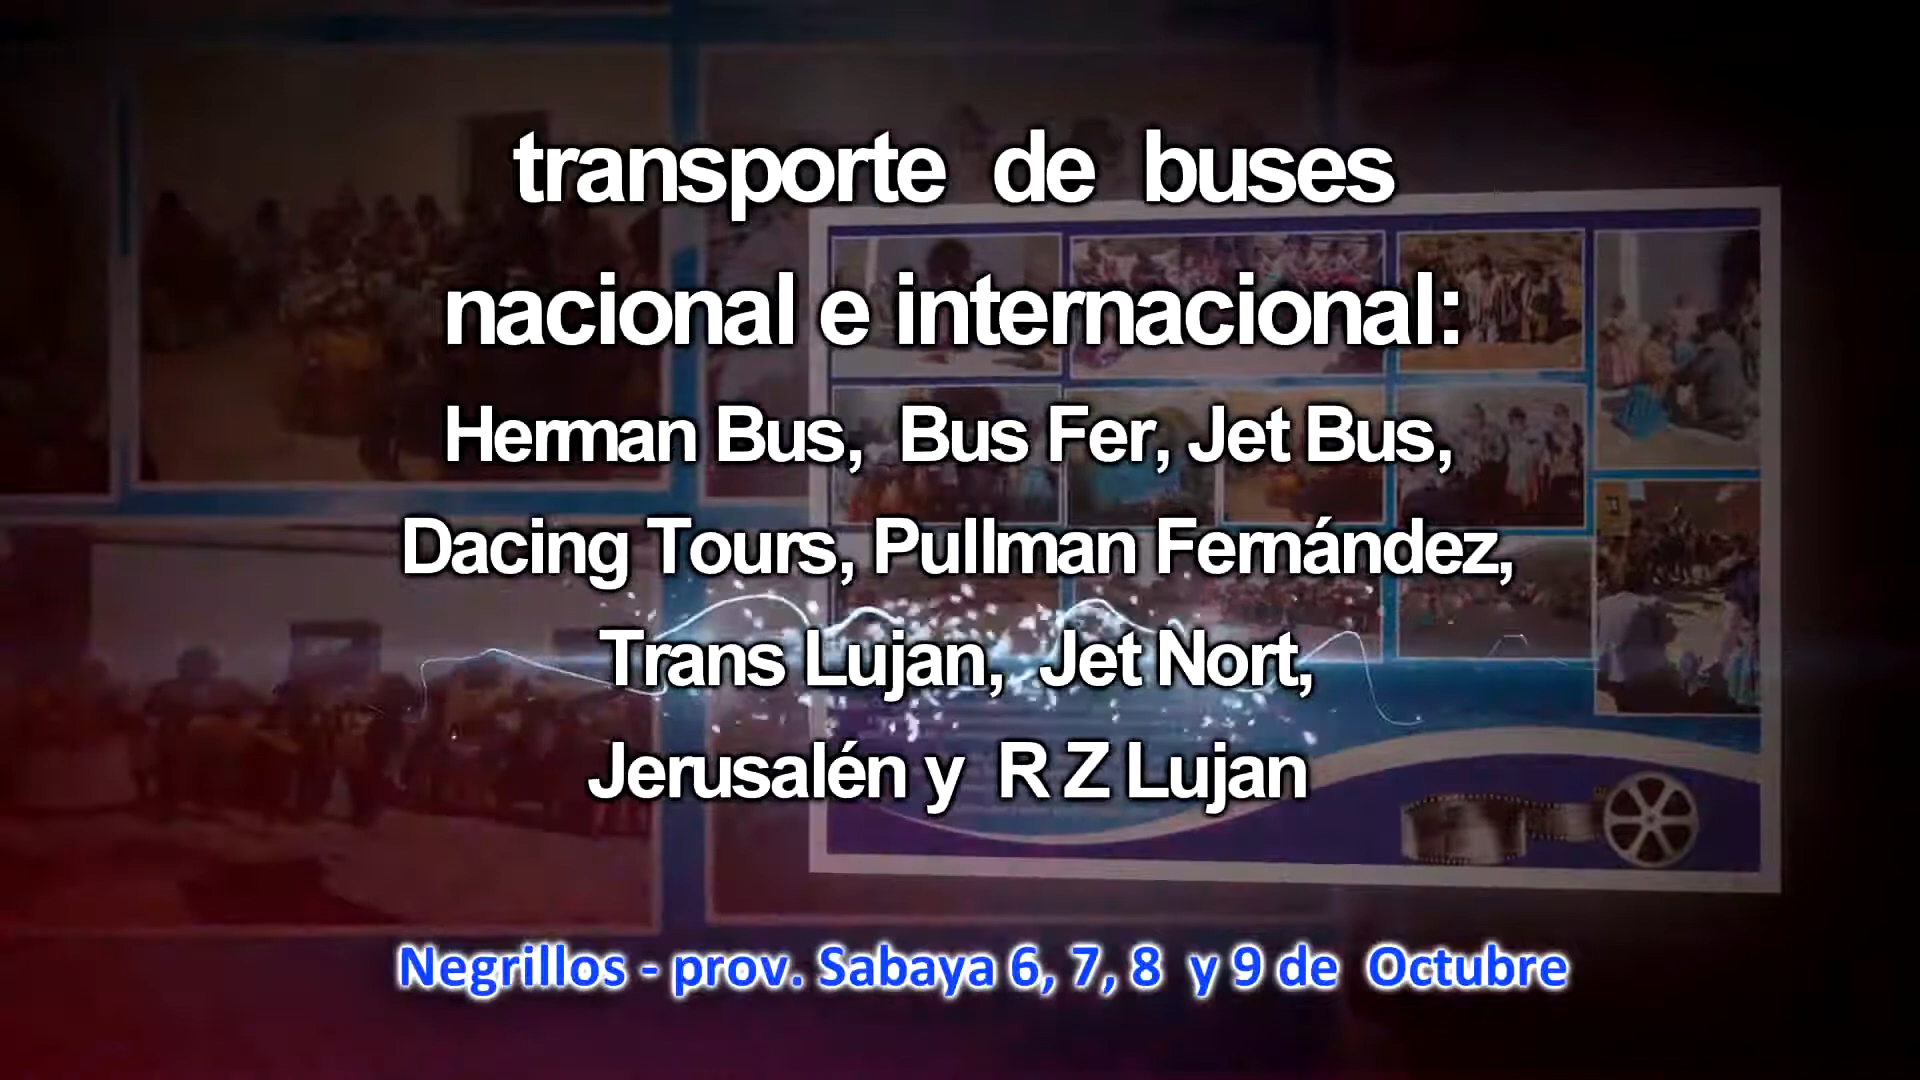 transporte de buses
nacional e internacional:
Herman Bus, Bus Fer, Jet Bus,
Dacing Tours, Pullman Fernández,
Trans Lujan, Jet Nort,
Jerusalén y R Z Lujan
Negrillos - prov. Sabaya 6, 7, 8 y 9 de Octubre